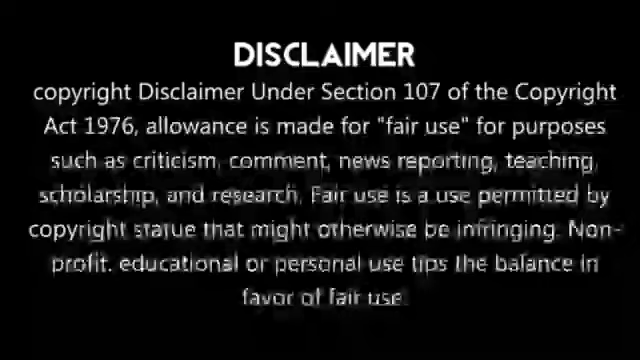 DISCLAIMER
copyright Disclaimer Under Section 107 of the Copyright
Act 1976, allowance is made for "fair use" for purposes
such as criticism, comment, news reporting, teaching,
scholarship, and research. Fair use is a use permitted by
copyright statue that might otherwise be infringing. Non-
profit. educational or personal use tips the balance in
favor of fair use.